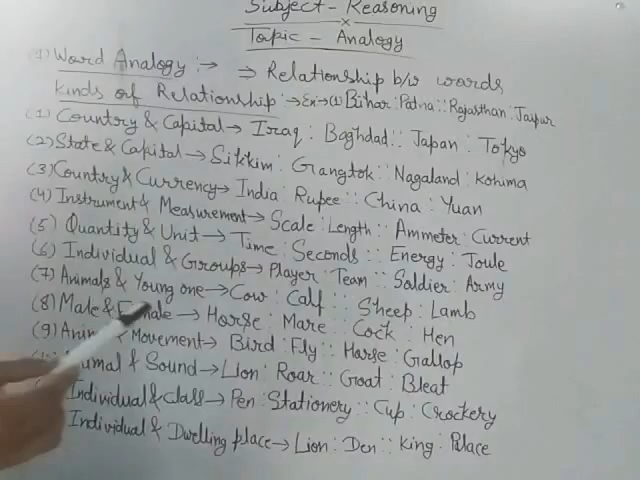 Subject - Reasoning
Topic - Analogy
(1) Word Analogy :→ ⇒ Relationship b/w words
Kinds of Relationship :→ Ex→(1) Bihar : Patna :: Rajasthan : Jaipur
(1) Country & Capital → Iraq : Baghdad :: Japan : Tokyo
(2) State & Capital → Sikkim : Gangtok :: Nagaland : Kohima
(3) Country & Currency → India : Rupee :: China : Yuan
(4) Instrument & Measurement → Scale : Length :: Ammeter : Current
(5) Quantity & Unit → Time : Seconds :: Energy : Joule
(6) Individual & Groups → Player : Team :: Soldier : Army
(7) Animals & Young one → Cow : Calf :: Sheep : Lamb
(8) Male & Female → Horse : Mare :: Cock : Hen
(9) Movement → Bird : Fly :: Horse : Gallop
& Sound → Lion : Roar :: Goat : Bleat
Individual & class → Pen : Stationery :: Cup : Crockery
Individual & Dwelling place → Lion : Den :: King : Palace